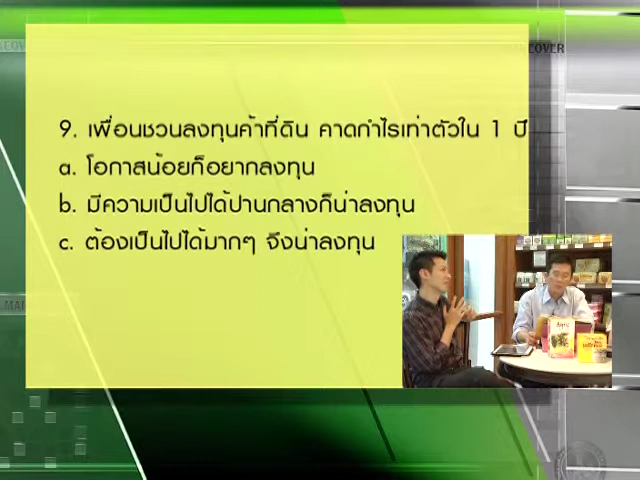 9. เพื่อนชวนลงทุนค้าที่ดิน คาดกำไรเท่าตัวใน 1 ปี
a. โอกาสน้อยก็อยากลงทุน
b. มีความเป็นไปได้ปานกลางก็น่าลงทุน
c. ต้องเป็นไปได้มากๆ จึงน่าลงทุน